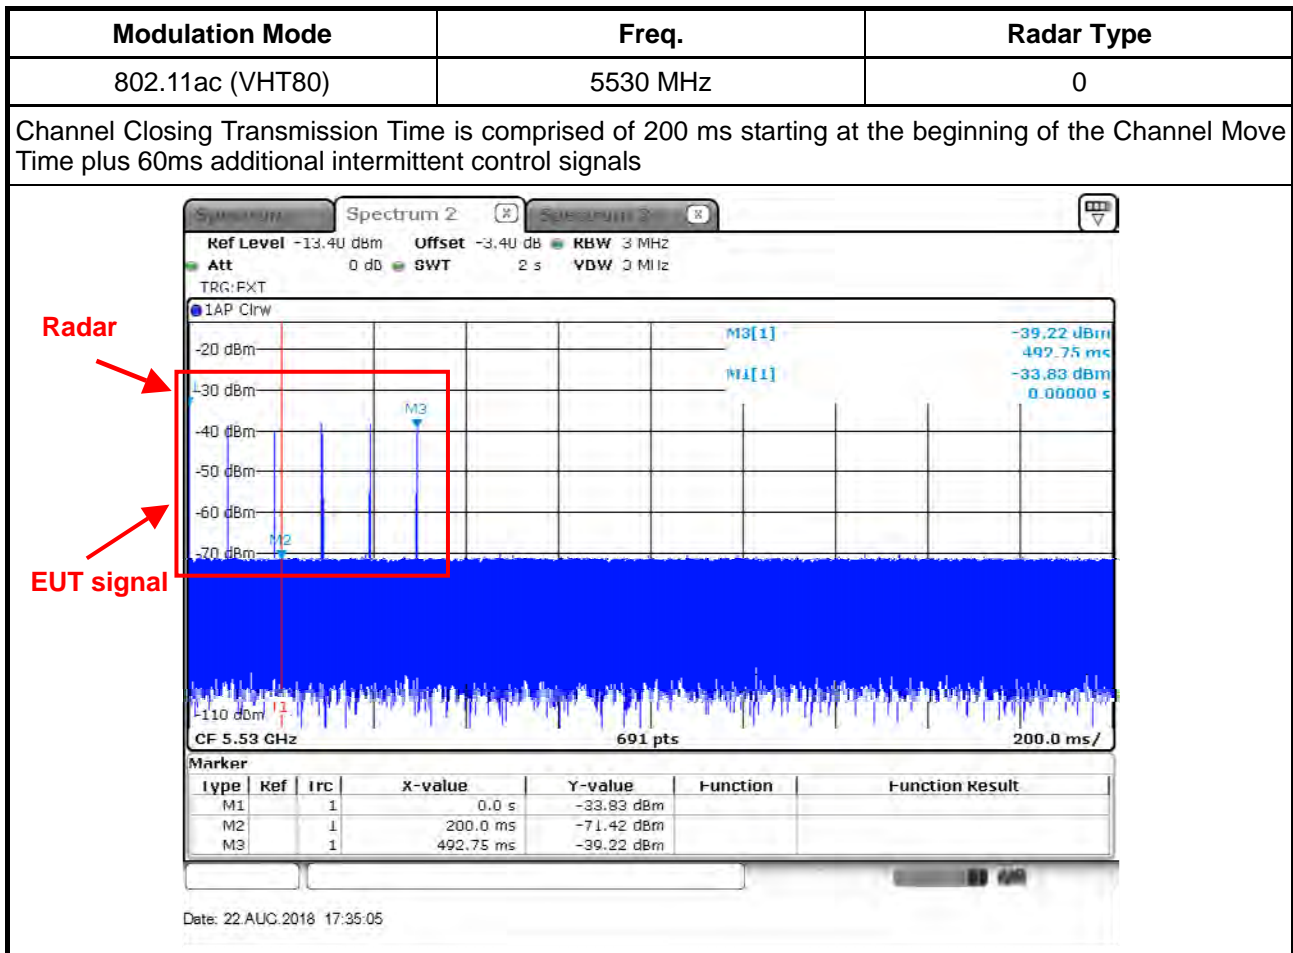 Modulation Mode Freq. Radar Type
802.11ac (VHT80) 5530 MHz 0
Channel Closing Transmission Time is comprised of 200 ms starting at the beginning of the Channel Move
Time plus 60ms additional intermittent control signals
Spectrum Spectrum 2 X Spectrum 3 X
Ref Level -13.40 dBm Offset -3.40 dB RBW 3 MHz
Att 0 dB SWT 2 s VBW 3 MHz
TRG:EXT
1AP Clrw
Radar
M3[1] -39.22 dBm
492.75 ms
-20 dBm
M1[1] -33.83 dBm
0.00000 s
-30 dBm
M3
-40 dBm
-50 dBm
-60 dBm
M2
-70 dBm
EUT signal
-110 dBm
CF 5.53 GHz 691 pts 200.0 ms/
Marker
Type Ref Trc X-value Y-value Function Function Result
M1 1 0.0 s -33.83 dBm
M2 1 200.0 ms -71.42 dBm
M3 1 492.75 ms -39.22 dBm
Date: 22.AUG.2018 17:35:05